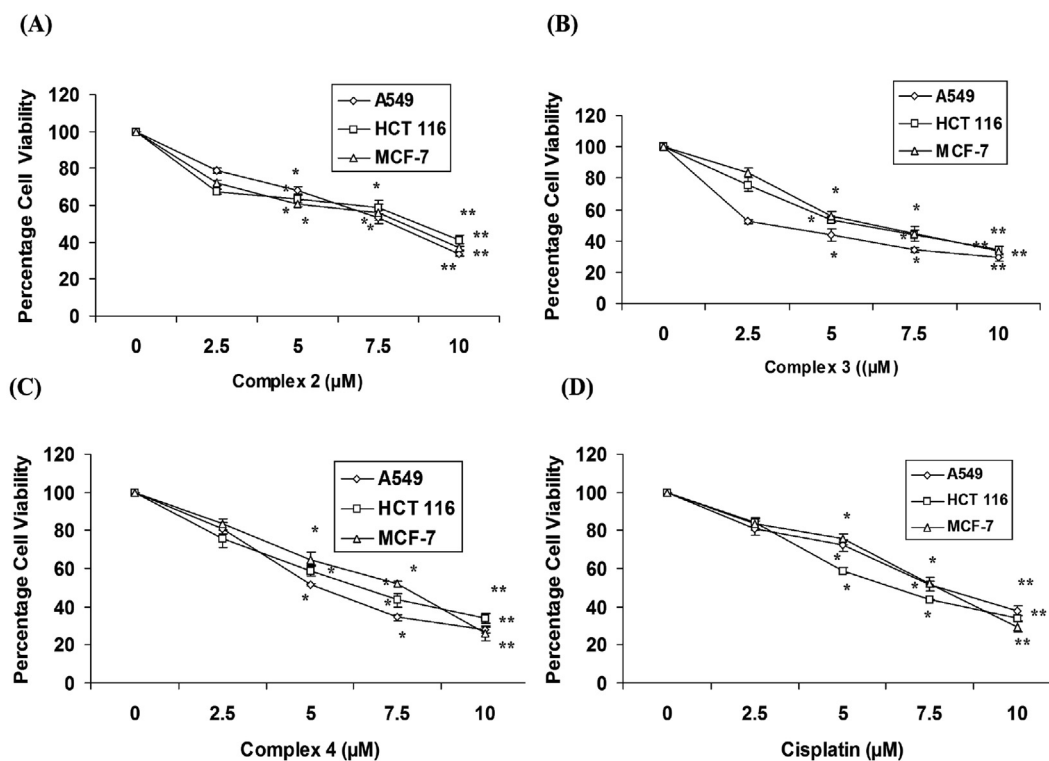 (A)
120
100
80
60
40
20
0
Percentage Cell Viability
A549
HCT 116
MCF-7
*
*
*
*
*
*
*
**
**
**
**
0 2.5 5 7.5 10
Complex 2 (µM)
(B)
120
100
80
60
40
20
0
Percentage Cell Viability
A549
HCT 116
MCF-7
*
*
*
*
*
*
**
**
**
**
0 2.5 5 7.5 10
Complex 3 ((µM)
(C)
120
100
80
60
40
20
0
Percentage Cell Viability
A549
HCT 116
MCF-7
*
*
*
*
*
*
*
**
**
**
0 2.5 5 7.5 10
Complex 4 (µM)
(D)
120
100
80
60
40
20
0
Percentage Cell Viability
A549
HCT 116
MCF-7
*
*
*
*
*
*
**
**
**
0 2.5 5 7.5 10
Cisplatin (µM)